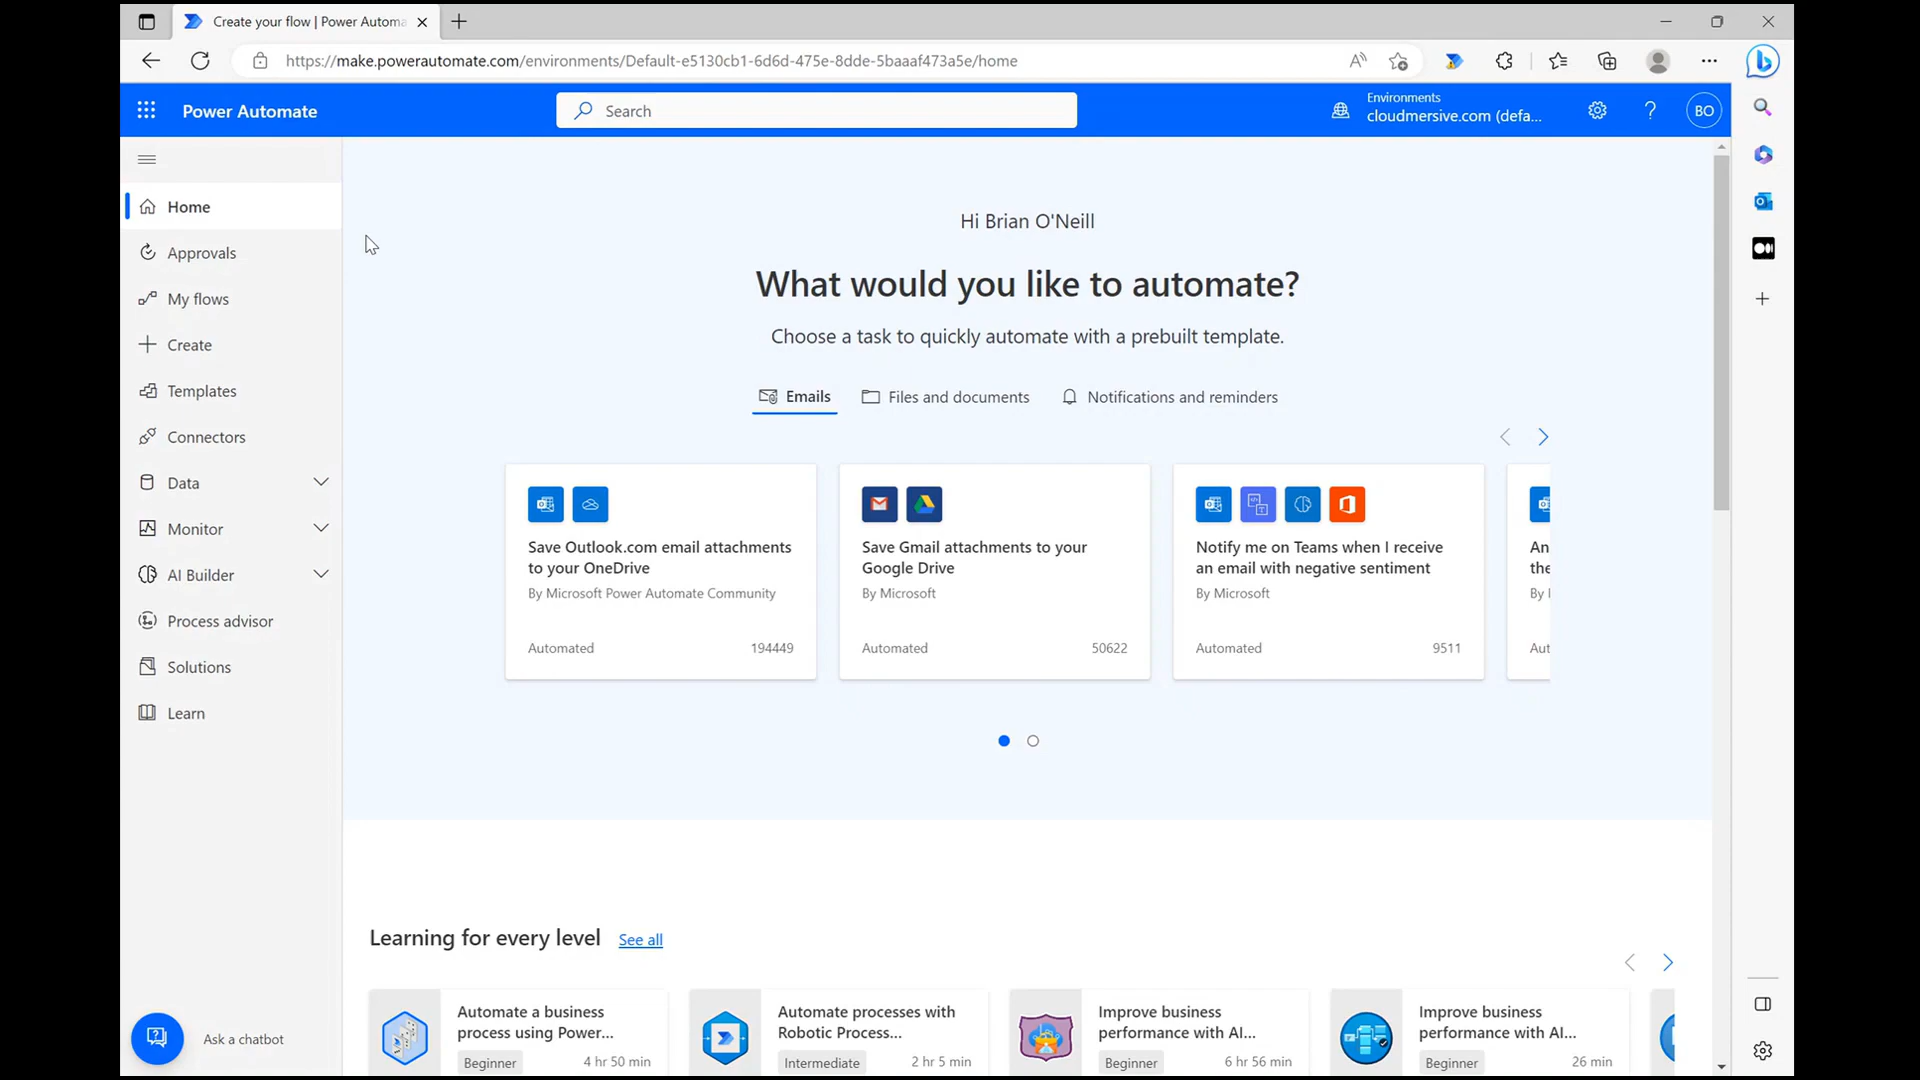 Create your flow | Power Automa
https://make.powerautomate.com/environments/Default-e5130cb1-6d6d-475e-8dde-5baaaf473a5e/home
Power Automate
Search
Environments
cloudmersive.com (defa...
BO
Home
Approvals
My flows
Create
Templates
Connectors
Data
Monitor
AI Builder
Process advisor
Solutions
Learn
Ask a chatbot
Hi Brian O'Neill
What would you like to automate?
Choose a task to quickly automate with a prebuilt template.
Emails
Files and documents
Notifications and reminders
Save Outlook.com email attachments
to your OneDrive
By Microsoft Power Automate Community
Automated 194449
Save Gmail attachments to your
Google Drive
By Microsoft
Automated 50622
Notify me on Teams when I receive
an email with negative sentiment
By Microsoft
Automated 9511
An
the
By
Aut
Learning for every level See all
Automate a business
process using Power...
Beginner 4 hr 50 min
Automate processes with
Robotic Process...
Intermediate 2 hr 5 min
Improve business
performance with AI...
Beginner 6 hr 56 min
Improve business
performance with AI...
Beginner 26 min